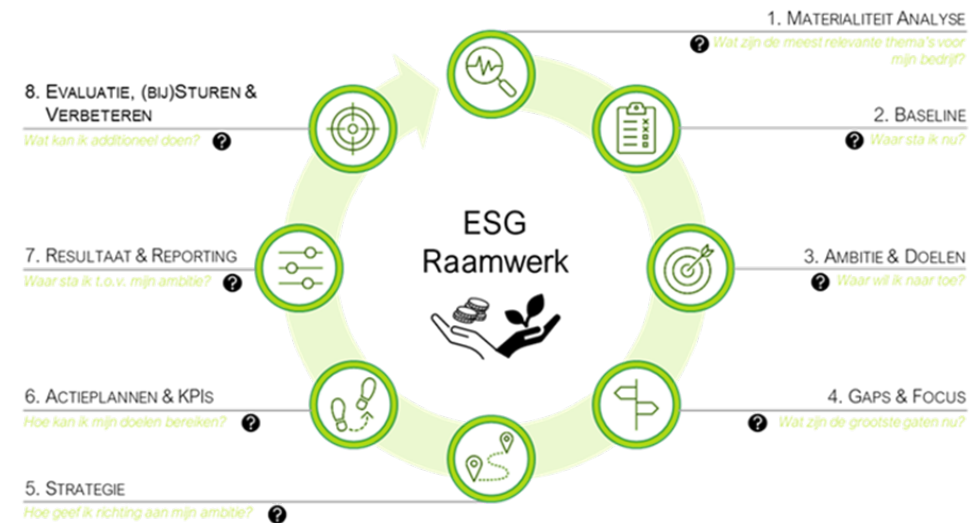 1. MATERIALITEIT ANALYSE
? Wat zijn de meest relevante thema's voor
mijn bedrijf?
2. BASELINE
? Waar sta ik nu?
3. AMBITIE & DOELEN
? Waar wil ik naar toe?
4. GAPS & FOCUS
? Wat zijn de grootste gaten nu?
5. STRATEGIE
Hoe geef ik richting aan mijn ambitie? ?
6. ACTIEPLANNEN & KPIS
Hoe kan ik mijn doelen bereiken? ?
7. RESULTAAT & REPORTING
Waar sta ik t.o.v. mijn ambitie? ?
8. EVALUATIE, (BIJ)STUREN &
VERBETEREN
Wat kan ik additioneel doen? ?
ESG
Raamwerk